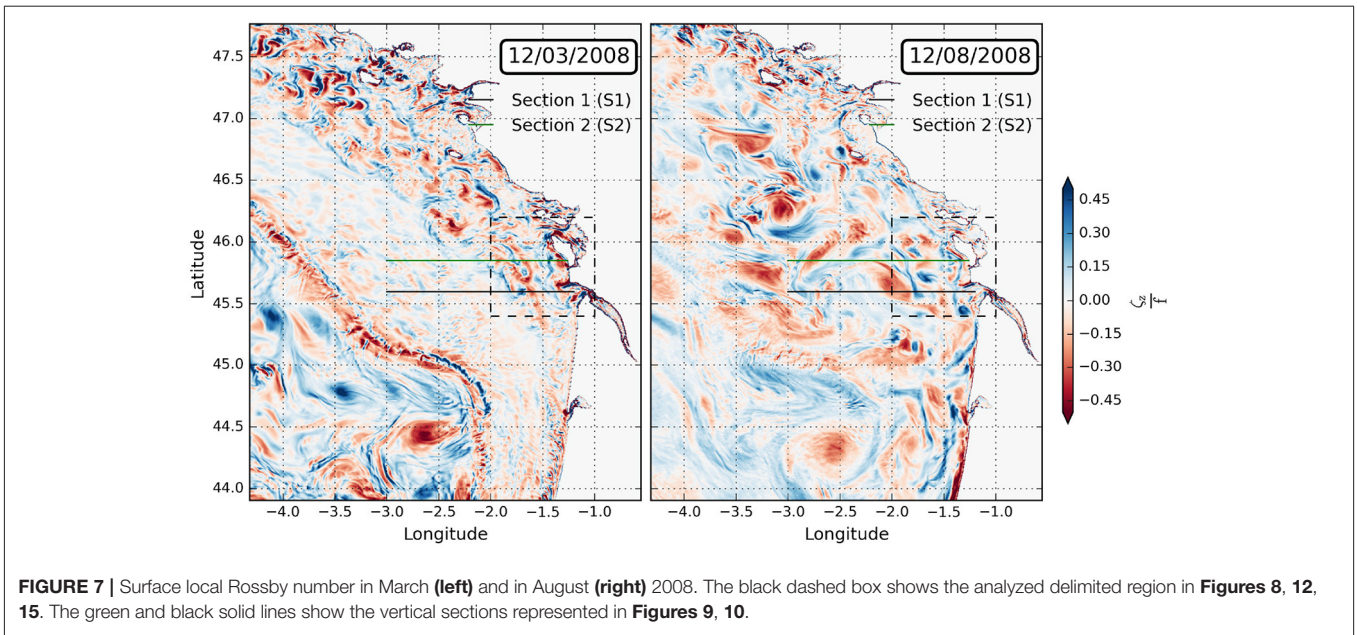 12/03/2008
12/08/2008
Section 1 (S1)
Section 2 (S2)
Section 1 (S1)
Section 2 (S2)
47.5
47.0
46.5
46.0
45.5
45.0
44.5
44.0
Latitude
−4.0 −3.5 −3.0 −2.5 −2.0 −1.5 −1.0
Longitude
−4.0 −3.5 −3.0 −2.5 −2.0 −1.5 −1.0
Longitude
0.45
0.30
0.15
0.00
−0.15
−0.30
−0.45
ζz
f
FIGURE 7 | Surface local Rossby number in March (left) and in August (right) 2008. The black dashed box shows the analyzed delimited region in Figures 8, 12,
15. The green and black solid lines show the vertical sections represented in Figures 9, 10.